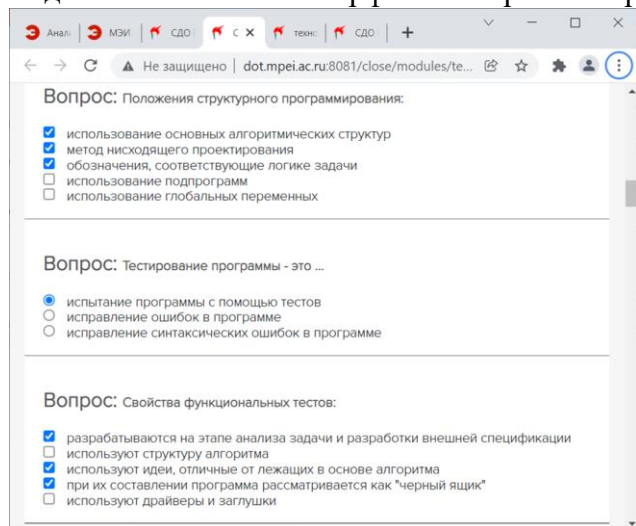 Анали
МЭИ
СДО
С
техно
СДО
Не защищено
dot.mpei.ac.ru:8081/close/modules/te...
Вопрос: Положения структурного программирования:
использование основных алгоритмических структур
метод нисходящего проектирования
обозначения, соответствующие логике задачи
использование подпрограмм
использование глобальных переменных
Вопрос: Тестирование программы - это ...
испытание программы с помощью тестов
исправление ошибок в программе
исправление синтаксических ошибок в программе
Вопрос: Свойства функциональных тестов:
разрабатываются на этапе анализа задачи и разработки внешней спецификации
используют структуру алгоритма
используют идеи, отличные от лежащих в основе алгоритма
при их составлении программа рассматривается как "черный ящик"
используют драйверы и заглушки